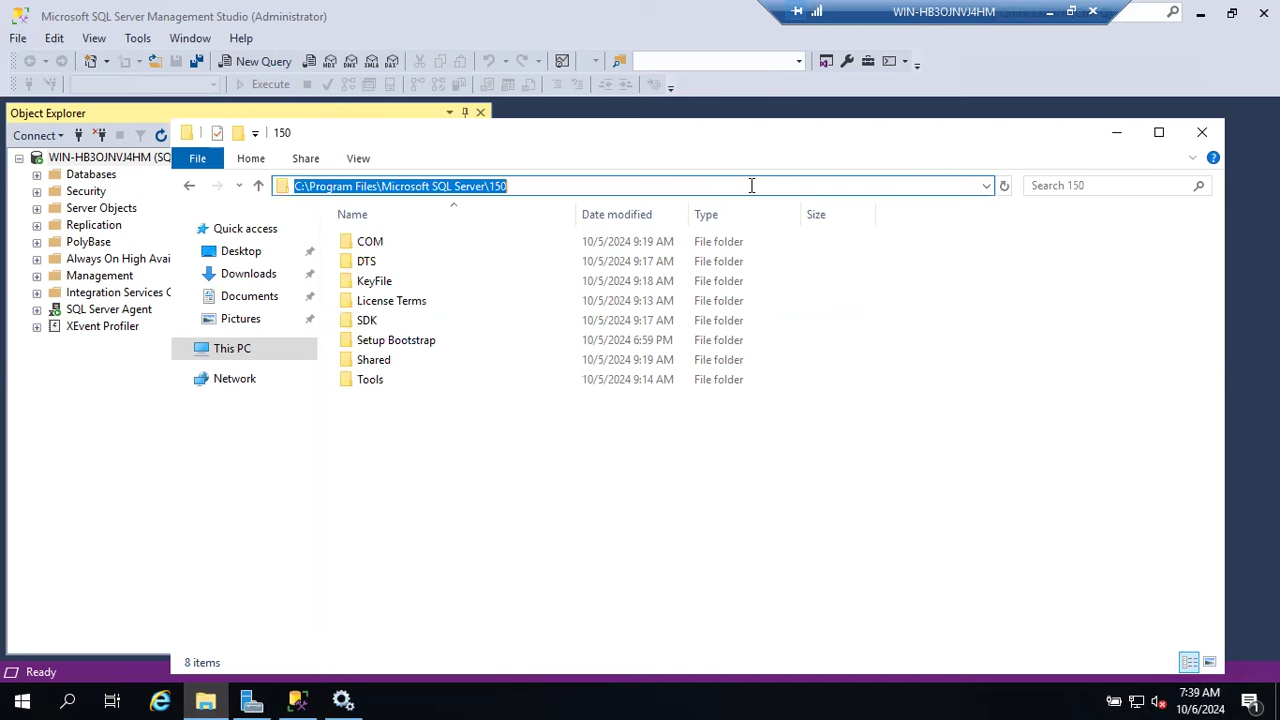 Microsoft SQL Server Management Studio (Administrator)
WIN-HB3OJNVJ4HM
File Edit View Tools Window Help
New Query
Execute
Object Explorer
Connect
WIN-HB3OJNVJ4HM (SQ
Databases
Security
Server Objects
Replication
PolyBase
Always On High Avai
Management
Integration Services C
SQL Server Agent
XEvent Profiler
150
File Home Share View
C:\Program Files\Microsoft SQL Server\150
Search 150
Quick access
Desktop
Downloads
Documents
Pictures
This PC
Network
Name Date modified Type Size
COM 10/5/2024 9:19 AM File folder
DTS 10/5/2024 9:17 AM File folder
KeyFile 10/5/2024 9:18 AM File folder
License Terms 10/5/2024 9:13 AM File folder
SDK 10/5/2024 9:17 AM File folder
Setup Bootstrap 10/5/2024 6:59 PM File folder
Shared 10/5/2024 9:19 AM File folder
Tools 10/5/2024 9:14 AM File folder
8 items
Ready
7:39 AM
10/6/2024
1